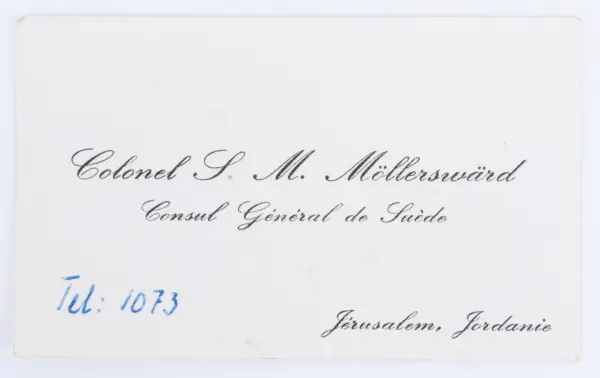 Colonel S. M. Möllerswärd
Consul Général de Suède
Tel: 1073
Jérusalem, Jordanie